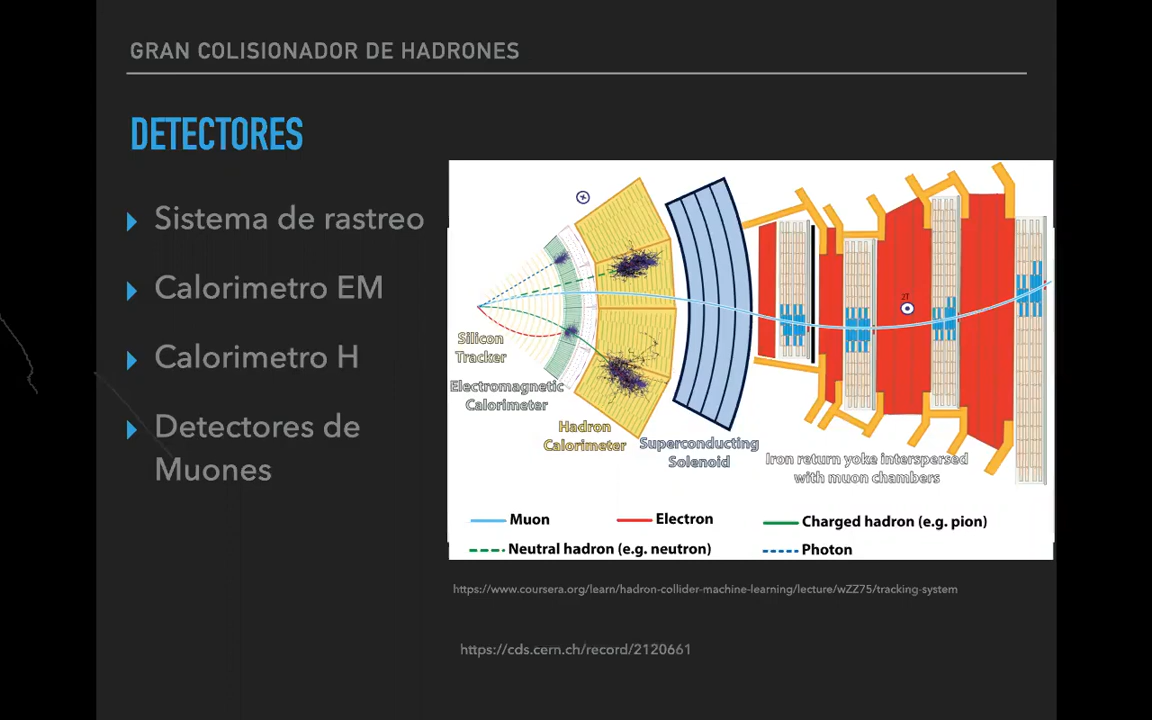 GRAN COLISIONADOR DE HADRONES
DETECTORES
Sistema de rastreo
Calorimetro EM
Calorimetro H
Detectores de
Muones
2T
Silicon
Tracker
Electromagnetic
Calorimeter
Hadron
Calorimeter
Superconducting
Solenoid
Iron return yoke interspersed
with muon chambers
Muon
Electron
Charged hadron (e.g. pion)
Neutral hadron (e.g. neutron)
Photon
https://www.coursera.org/learn/hadron-collider-machine-learning/lecture/wZZ75/tracking-system
https://cds.cern.ch/record/2120661